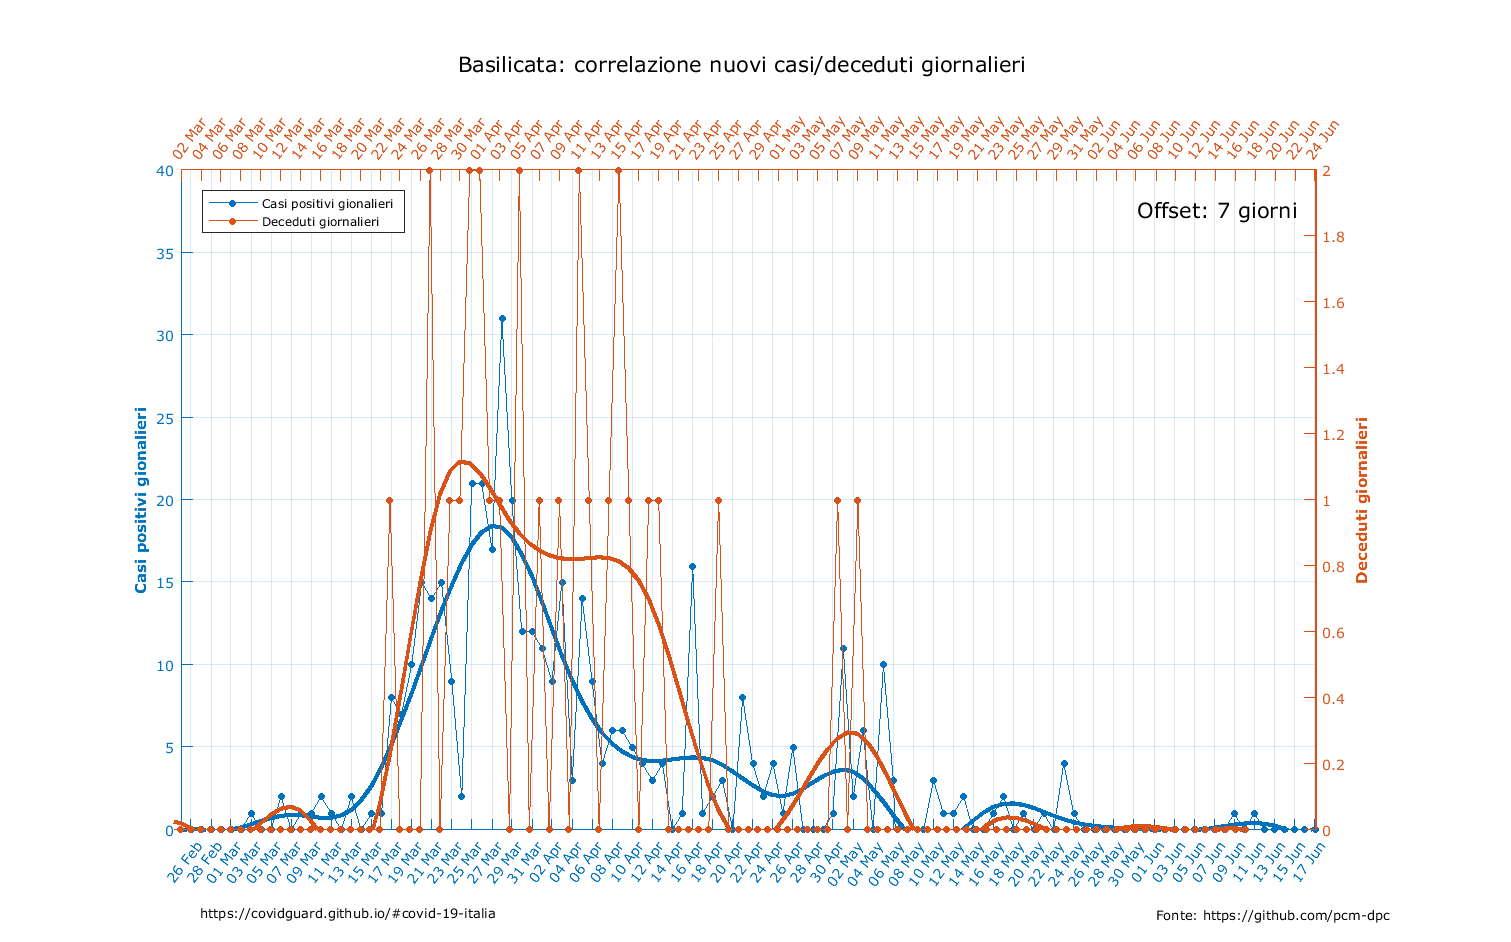 Basilicata: correlazione nuovi casi/deceduti giornalieri
02 Mar
04 Mar
06 Mar
08 Mar
10 Mar
12 Mar
14 Mar
16 Mar
18 Mar
20 Mar
22 Mar
24 Mar
26 Mar
28 Mar
30 Mar
01 Apr
03 Apr
05 Apr
07 Apr
09 Apr
11 Apr
13 Apr
15 Apr
17 Apr
19 Apr
21 Apr
23 Apr
25 Apr
27 Apr
29 Apr
01 May
03 May
05 May
07 May
09 May
11 May
13 May
15 May
17 May
19 May
21 May
23 May
25 May
27 May
29 May
31 May
02 Jun
04 Jun
06 Jun
08 Jun
10 Jun
12 Jun
14 Jun
16 Jun
18 Jun
20 Jun
22 Jun
24 Jun
40
35
30
25
20
15
10
5
0
Casi positivi gionalieri
Casi positivi gionalieri
Deceduti giornalieri
Offset: 7 giorni
2
1.8
1.6
1.4
1.2
1
0.8
0.6
0.4
0.2
0
Deceduti giornalieri
26 Feb
28 Feb
01 Mar
03 Mar
05 Mar
07 Mar
09 Mar
11 Mar
13 Mar
15 Mar
17 Mar
19 Mar
21 Mar
23 Mar
25 Mar
27 Mar
29 Mar
31 Mar
02 Apr
04 Apr
06 Apr
08 Apr
10 Apr
12 Apr
14 Apr
16 Apr
18 Apr
20 Apr
22 Apr
24 Apr
26 Apr
28 Apr
30 Apr
02 May
04 May
06 May
08 May
10 May
12 May
14 May
16 May
18 May
20 May
22 May
24 May
26 May
28 May
30 May
01 Jun
03 Jun
05 Jun
07 Jun
09 Jun
11 Jun
13 Jun
15 Jun
17 Jun
https://covidguard.github.io/#covid-19-italia
Fonte: https://github.com/pcm-dpc